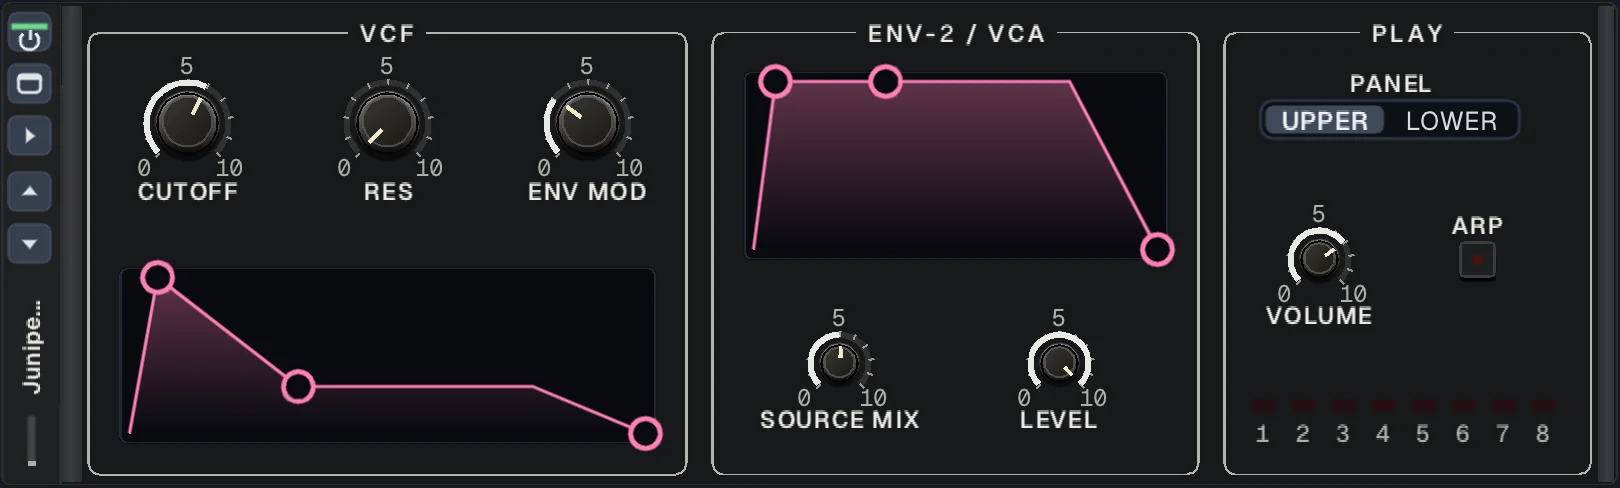 Junipe...
VCF
5
0 10
CUTOFF
5
0 10
RES
5
0 10
ENV MOD
ENV-2 / VCA
5
0 10
SOURCE MIX
5
0 10
LEVEL
PLAY
PANEL
UPPER LOWER
5
0 10
VOLUME
ARP
1 2 3 4 5 6 7 8